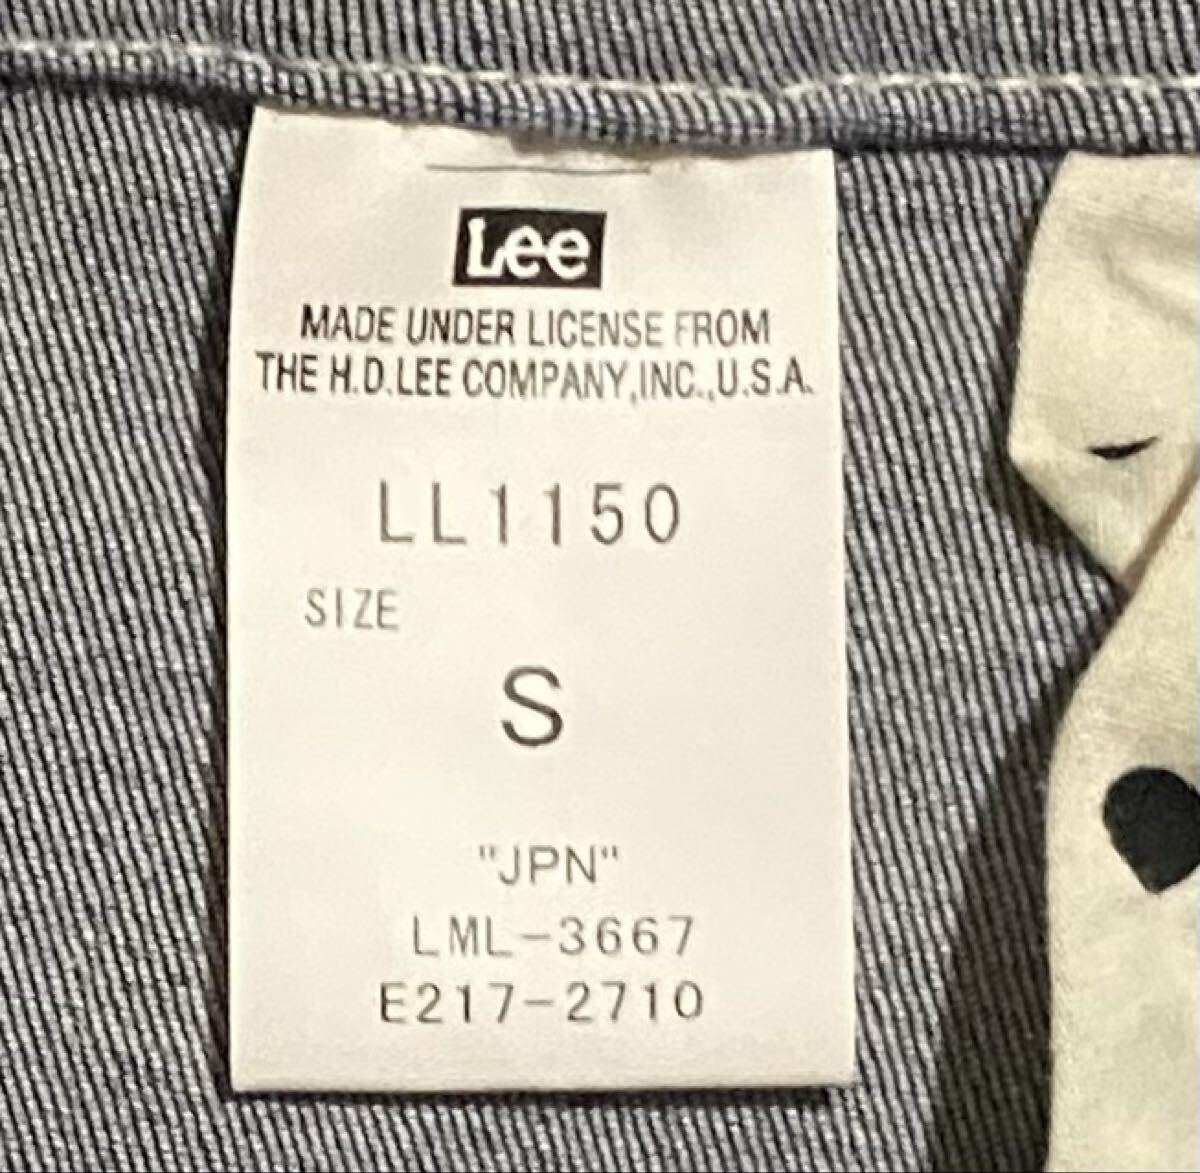 Lee
MADE UNDER LICENSE FROM
THE H.D.LEE COMPANY,INC.,U.S.A.
LL1150
SIZE
S
"JPN"
LML-3667
E217-2710